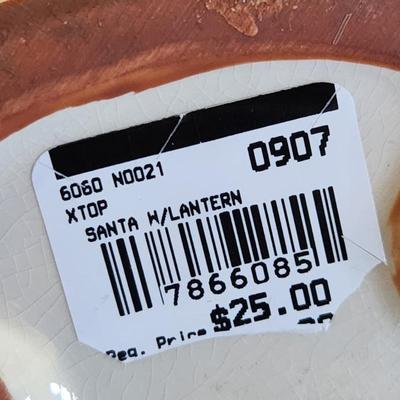 6060 N0021 0907
XTOP
SANTA W/LANTERN
7866085
$25.00
Reg. Price